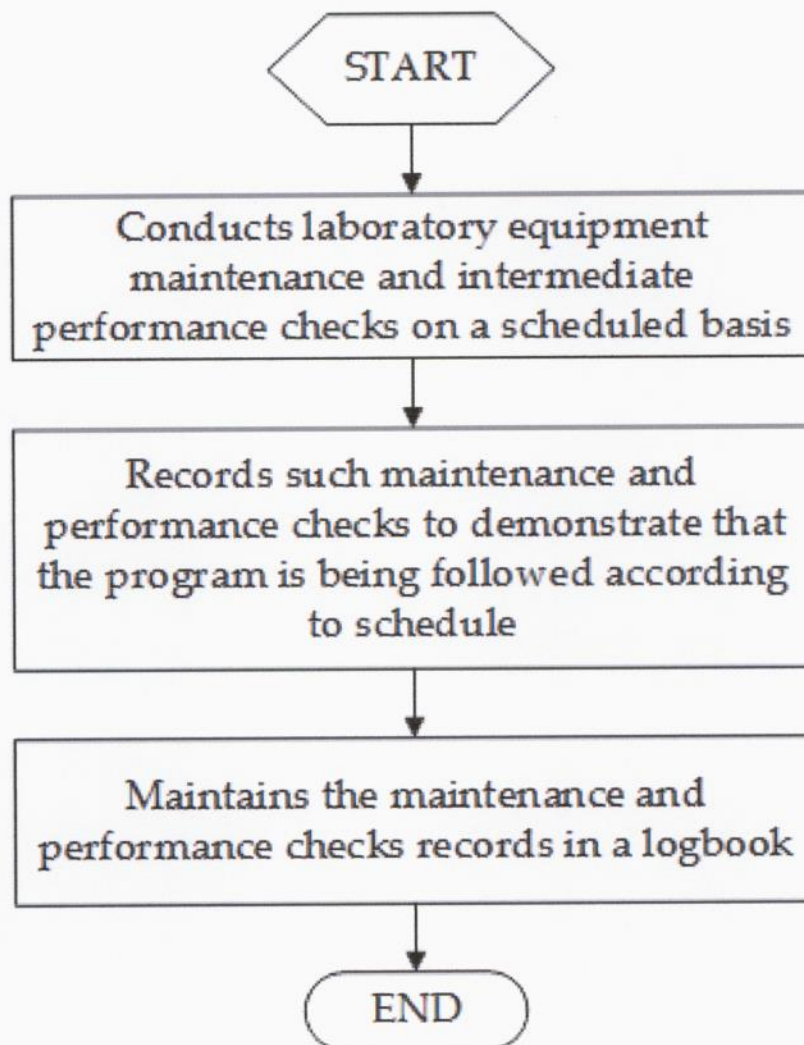 START
Conducts laboratory equipment
maintenance and intermediate
performance checks on a scheduled basis
Records such maintenance and
performance checks to demonstrate that
the program is being followed according
to schedule
Maintains the maintenance and
performance checks records in a logbook
END